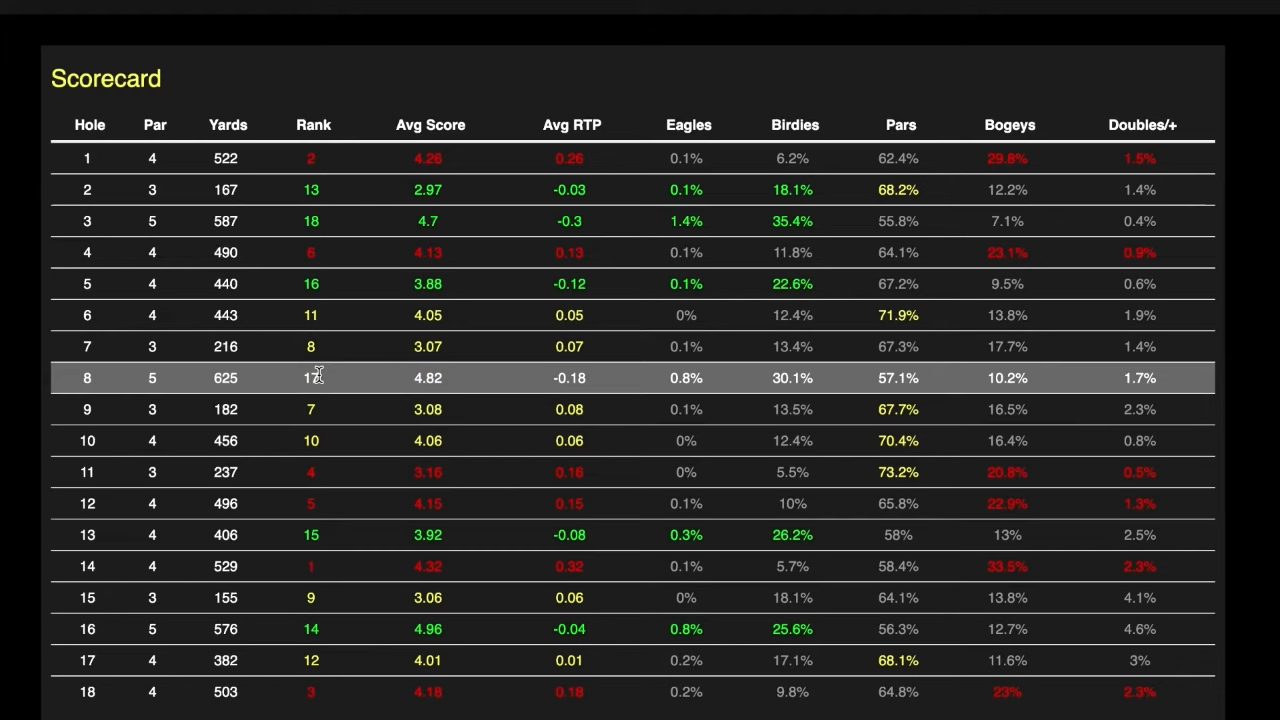 Scorecard
Hole Par Yards Rank Avg Score Avg RTP Eagles Birdies Pars Bogeys Doubles/+
1 4 522 2 4.26 0.26 0.1% 6.2% 62.4% 29.8% 1.5%
2 3 167 13 2.97 -0.03 0.1% 18.1% 68.2% 12.2% 1.4%
3 5 587 18 4.7 -0.3 1.4% 35.4% 55.8% 7.1% 0.4%
4 4 490 6 4.13 0.13 0.1% 11.8% 64.1% 23.1% 0.9%
5 4 440 16 3.88 -0.12 0.1% 22.6% 67.2% 9.5% 0.6%
6 4 443 11 4.05 0.05 0% 12.4% 71.9% 13.8% 1.9%
7 3 216 8 3.07 0.07 0.1% 13.4% 67.3% 17.7% 1.4%
8 5 625 17 4.82 -0.18 0.8% 30.1% 57.1% 10.2% 1.7%
9 3 182 7 3.08 0.08 0.1% 13.5% 67.7% 16.5% 2.3%
10 4 456 10 4.06 0.06 0% 12.4% 70.4% 16.4% 0.8%
11 3 237 4 3.16 0.16 0% 5.5% 73.2% 20.8% 0.5%
12 4 496 5 4.15 0.15 0.1% 10% 65.8% 22.9% 1.3%
13 4 406 15 3.92 -0.08 0.3% 26.2% 58% 13% 2.5%
14 4 529 1 4.32 0.32 0.1% 5.7% 58.4% 33.5% 2.3%
15 3 155 9 3.06 0.06 0% 18.1% 64.1% 13.8% 4.1%
16 5 576 14 4.96 -0.04 0.8% 25.6% 56.3% 12.7% 4.6%
17 4 382 12 4.01 0.01 0.2% 17.1% 68.1% 11.6% 3%
18 4 503 3 4.18 0.18 0.2% 9.8% 64.8% 23% 2.3%